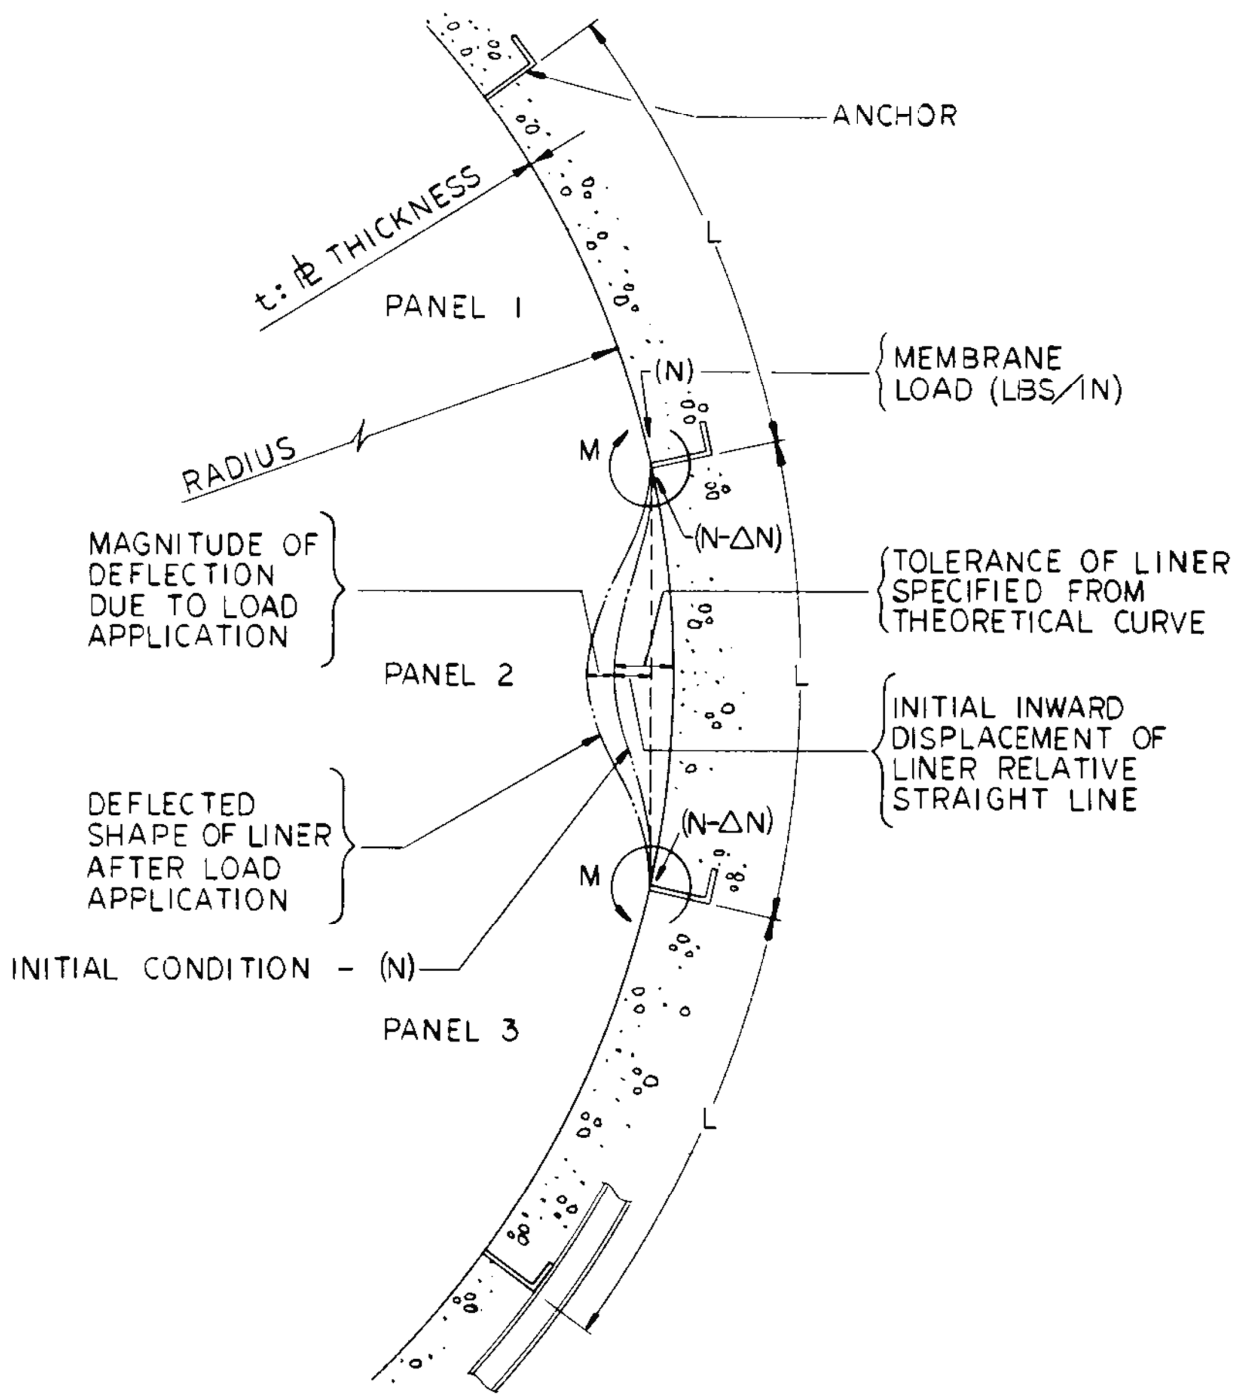 ANCHOR
L
t: ℙL THICKNESS
PANEL 1
(N)
MEMBRANE
LOAD (LBS/IN)
M
RADIUS
(N-△N)
MAGNITUDE OF
DEFLECTION
DUE TO LOAD
APPLICATION
TOLERANCE OF LINER
SPECIFIED FROM
THEORETICAL CURVE
PANEL 2
L
INITIAL INWARD
DISPLACEMENT OF
LINER RELATIVE
STRAIGHT LINE
DEFLECTED
SHAPE OF LINER
AFTER LOAD
APPLICATION
(N-△N)
M
INITIAL CONDITION - (N)
PANEL 3
L